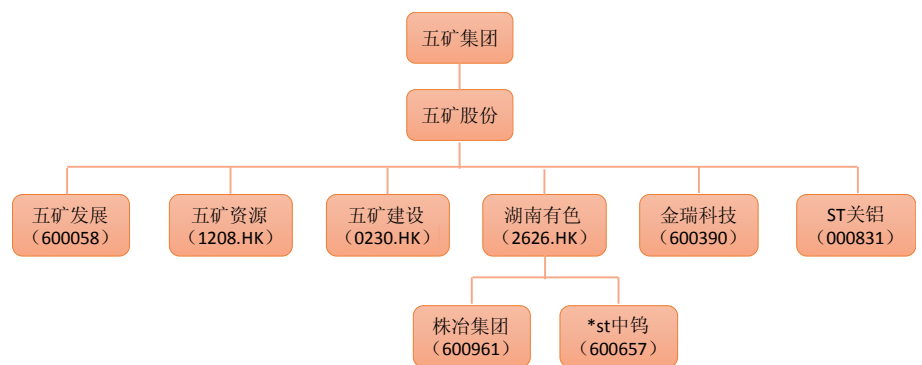 五矿集团
五矿股份
五矿发展
（600058）
五矿资源
（1208.HK）
五矿建设
（0230.HK）
湖南有色
（2626.HK）
金瑞科技
（600390）
ST关铝
（000831）
株冶集团
（600961）
*st中钨
（600657）